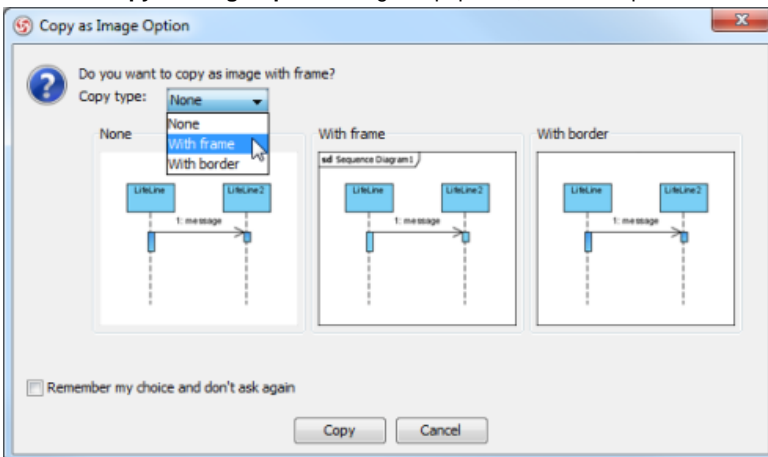 Copy as Image Option
Do you want to copy as image with frame?
Copy type: None
None
With frame
With border
None
LifeLine LifeLine2
1: message
With frame
sd Sequence Diagram1
LifeLine LifeLine2
1: message
With border
LifeLine LifeLine2
1: message
Remember my choice and don't ask again
Copy Cancel